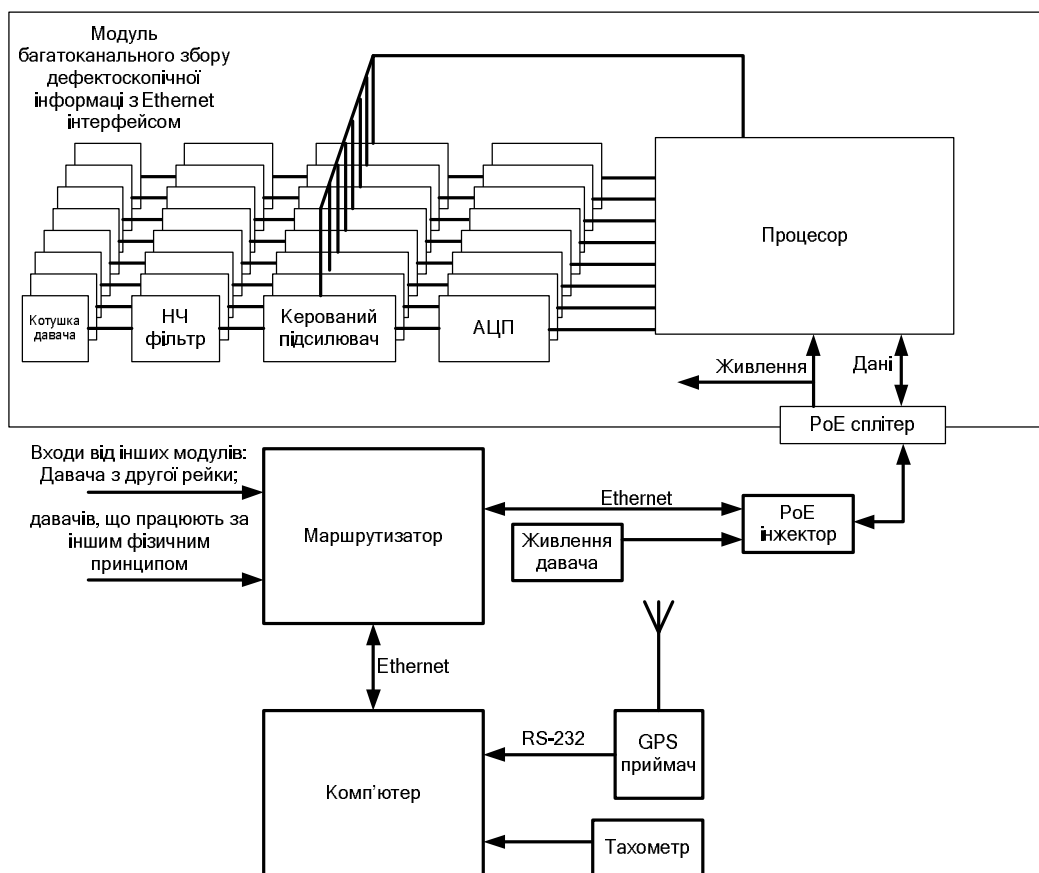 Модуль
багатоканального збору
дефектоскопічної
інформаці з Ethernet
інтерфейсом
Процесор
Котушка
давача
НЧ
фільтр
Керований
підсилювач
АЦП
Живлення
Дані
PoE сплітер
Входи від інших модулів:
Давача з другої рейки;
давачів, що працюють за
іншим фізичним
принципом
Маршрутизатор
Ethernet
PoE
інжектор
Живлення
давача
Ethernet
RS-232
GPS
приймач
Комп’ютер
Тахометр